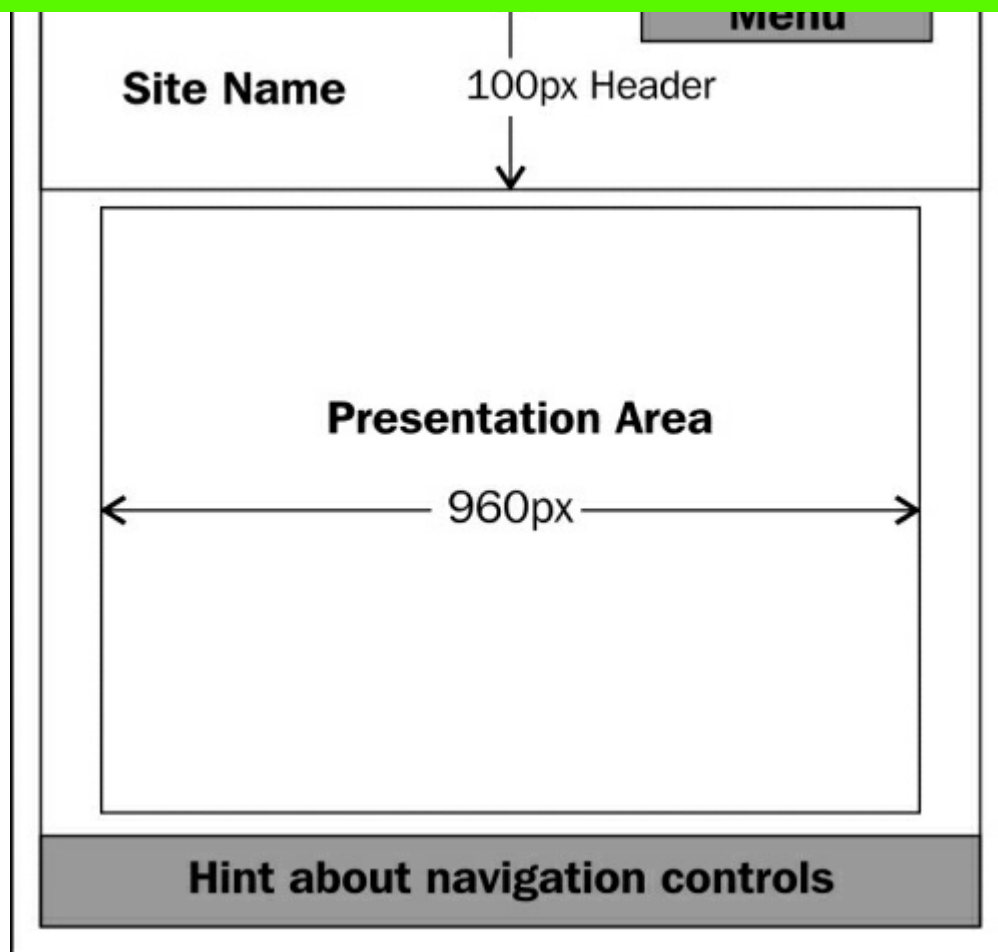 Menu
Site Name
100px Header
Presentation Area
960px
Hint about navigation controls